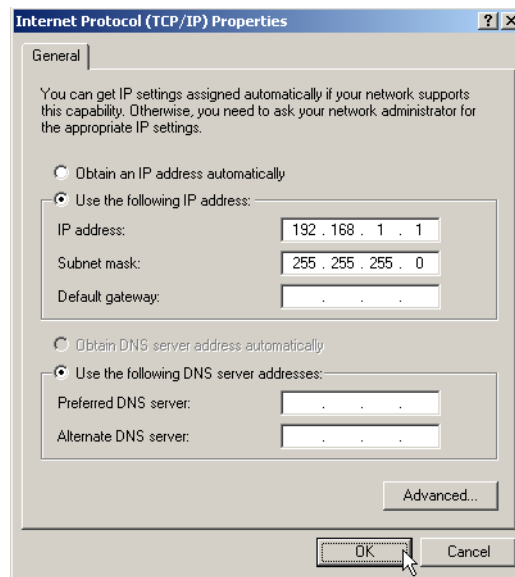 Internet Protocol (TCP/IP) Properties
General
You can get IP settings assigned automatically if your network supports
this capability. Otherwise, you need to ask your network administrator for
the appropriate IP settings.
Obtain an IP address automatically
Use the following IP address:
IP address: 192 . 168 . 1 . 1
Subnet mask: 255 . 255 . 255 . 0
Default gateway: . . .
Obtain DNS server address automatically
Use the following DNS server addresses:
Preferred DNS server: . . .
Alternate DNS server: . . .
Advanced...
OK Cancel